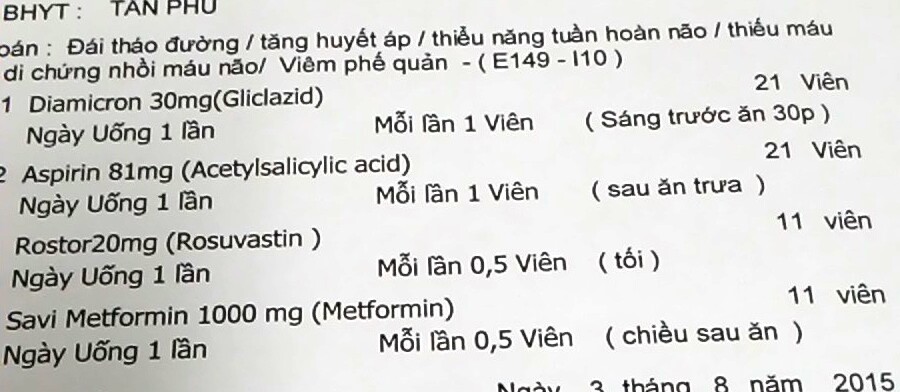 BHYT : TÂN PHÚ
oán : Đái tháo đường / tăng huyết áp / thiểu năng tuần hoàn não / thiếu máu
di chứng nhồi máu não/ Viêm phế quản - ( E149 - I10 )
1 Diamicron 30mg(Gliclazid) 21 Viên
Ngày Uống 1 lần Mỗi lần 1 Viên ( Sáng trước ăn 30p )
2 Aspirin 81mg (Acetylsalicylic acid) 21 Viên
Ngày Uống 1 lần Mỗi lần 1 Viên ( sau ăn trưa )
Rostor20mg (Rosuvastin ) 11 viên
Ngày Uống 1 lần Mỗi lần 0,5 Viên ( tối )
Savi Metformin 1000 mg (Metformin) 11 viên
Ngày Uống 1 lần Mỗi lần 0,5 Viên ( chiều sau ăn )
Ngày 3 tháng 8 năm 2015